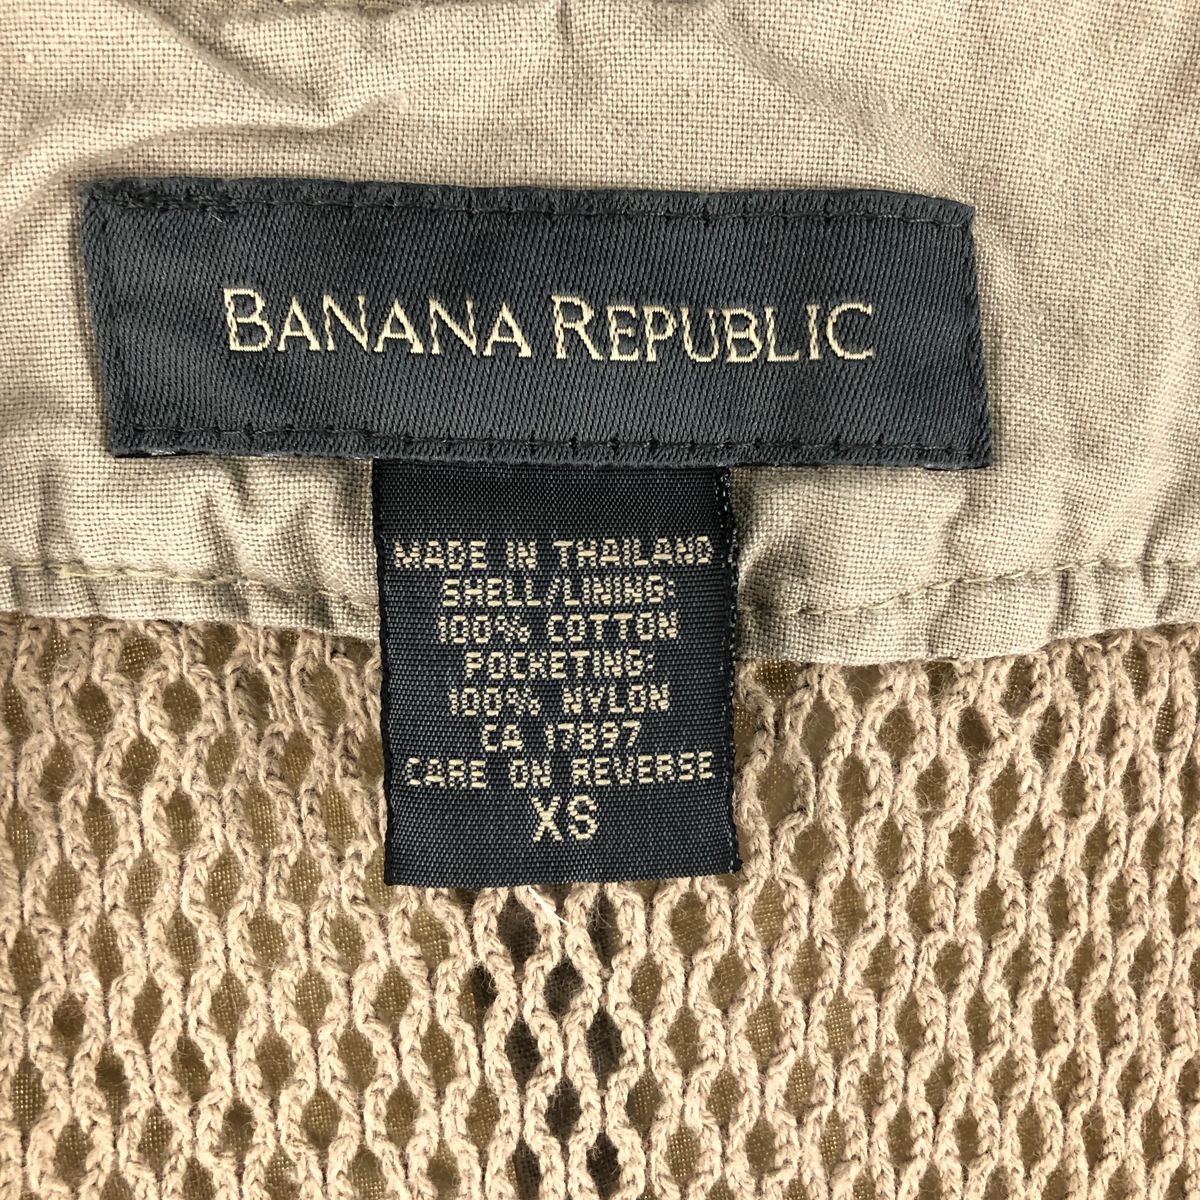 BANANA REPUBLIC
MADE IN THAILAND
SHELL/LINING:
100% COTTON
POCKETING:
100% NYLON
CA 17897
CARE ON REVERSE
XS